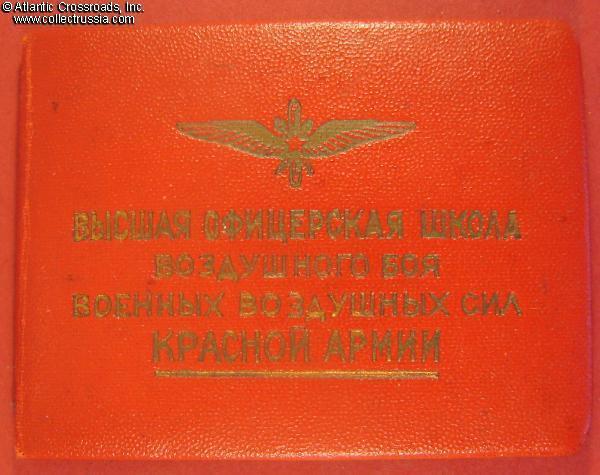 © Atlantic Crossroads, Inc.
www.collectrussia.com
ВЫСШАЯ ОФИЦЕРСКАЯ ШКОЛА
ВОЗДУШНОГО БОЯ
ВОЕННЫХ ВОЗДУШНЫХ СИЛ
КРАСНОЙ АРМИИ